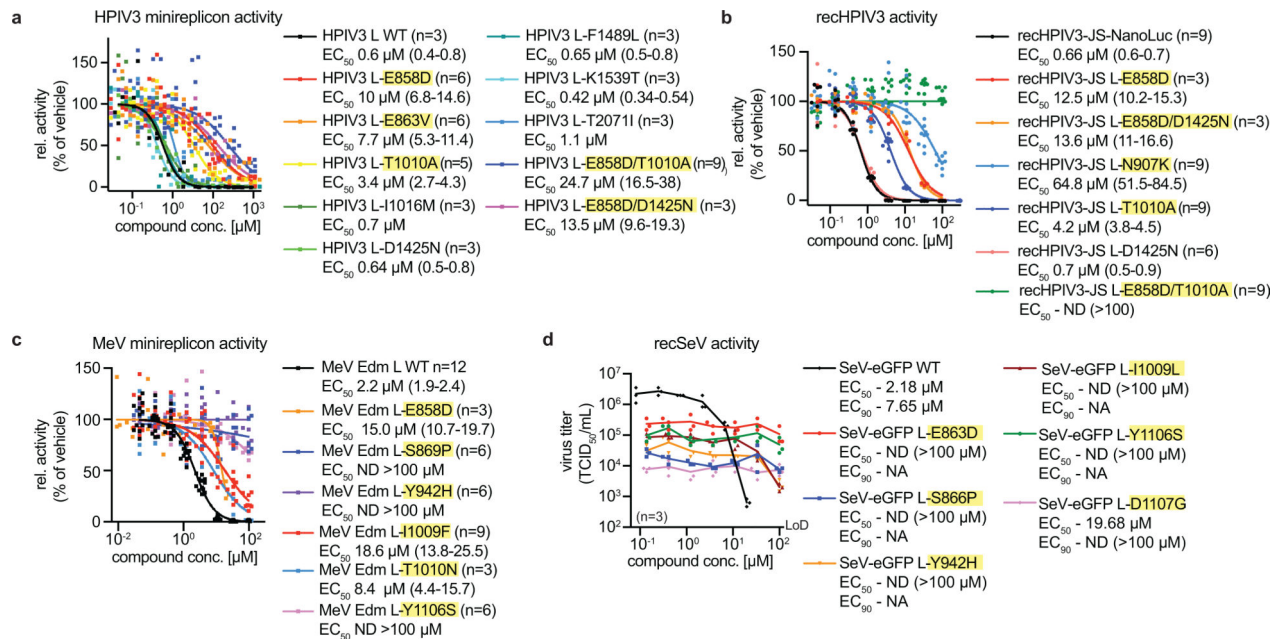 a
HPIV3 minireplicon activity
rel. activity
(% of vehicle)
150
100
50
0
10-1
100
101
102
103
compound conc. [µM]
HPIV3 L WT (n=3)
EC50 0.6 µM (0.4-0.8)
HPIV3 L-E858D (n=6)
EC50 10 µM (6.8-14.6)
HPIV3 L-E863V (n=6)
EC50 7.7 µM (5.3-11.4)
HPIV3 L-T1010A (n=5)
EC50 3.4 µM (2.7-4.3)
HPIV3 L-I1016M (n=3)
EC50 0.7 µM
HPIV3 L-D1425N (n=3)
EC50 0.64 µM (0.5-0.8)
HPIV3 L-F1489L (n=3)
EC50 0.65 µM (0.5-0.8)
HPIV3 L-K1539T (n=3)
EC50 0.42 µM (0.34-0.54)
HPIV3 L-T2071I (n=3)
EC50 1.1 µM
HPIV3 L-E858D/T1010A (n=9)
EC50 24.7 µM (16.5-38)
HPIV3 L-E858D/D1425N (n=3)
EC50 13.5 µM (9.6-19.3)
b
recHPIV3 activity
rel. activity
(% of vehicle)
150
100
50
0
10-1
100
101
102
compound conc. [µM]
recHPIV3-JS-NanoLuc (n=9)
EC50 0.66 µM (0.6-0.7)
recHPIV3-JS L-E858D (n=3)
EC50 12.5 µM (10.2-15.3)
recHPIV3-JS L-E858D/D1425N (n=3)
EC50 13.6 µM (11-16.6)
recHPIV3-JS L-N907K (n=9)
EC50 64.8 µM (51.5-84.5)
recHPIV3-JS L-T1010A (n=9)
EC50 4.2 µM (3.8-4.5)
recHPIV3-JS L-D1425N (n=6)
EC50 0.7 µM (0.5-0.9)
recHPIV3-JS L-E858D/T1010A (n=9)
EC50 - ND (>100)
c
MeV minireplicon activity
rel. activity
(% of vehicle)
150
100
50
0
10-2
10-1
100
101
102
compound conc. [µM]
MeV Edm L WT n=12
EC50 2.2 µM (1.9-2.4)
MeV Edm L-E858D (n=3)
EC50 15.0 µM (10.7-19.7)
MeV Edm L-S869P (n=6)
EC50 ND >100 µM
MeV Edm L-Y942H (n=6)
EC50 ND >100 µM
MeV Edm L-I1009F (n=9)
EC50 18.6 µM (13.8-25.5)
MeV Edm L-T1010N (n=3)
EC50 8.4 µM (4.4-15.7)
MeV Edm L-Y1106S (n=6)
EC50 ND >100 µM
d
recSeV activity
virus titer
(TCID50/mL)
107
106
105
104
103
102
(n=3)
LoD
10-1
100
101
102
compound conc. [µM]
SeV-eGFP WT
EC50 - 2.18 µM
EC90 - 7.65 µM
SeV-eGFP L-E863D
EC50 - ND (>100 µM)
EC90 - NA
SeV-eGFP L-S866P
EC50 - ND (>100 µM)
EC90 - NA
SeV-eGFP L-Y942H
EC50 - ND (>100 µM)
EC90 - NA
SeV-eGFP L-I1009L
EC50 - ND (>100 µM)
EC90 - NA
SeV-eGFP L-Y1106S
EC50 - ND (>100 µM)
EC90 - NA
SeV-eGFP L-D1107G
EC50 - 19.68 µM
EC90 - ND (>100 µM)